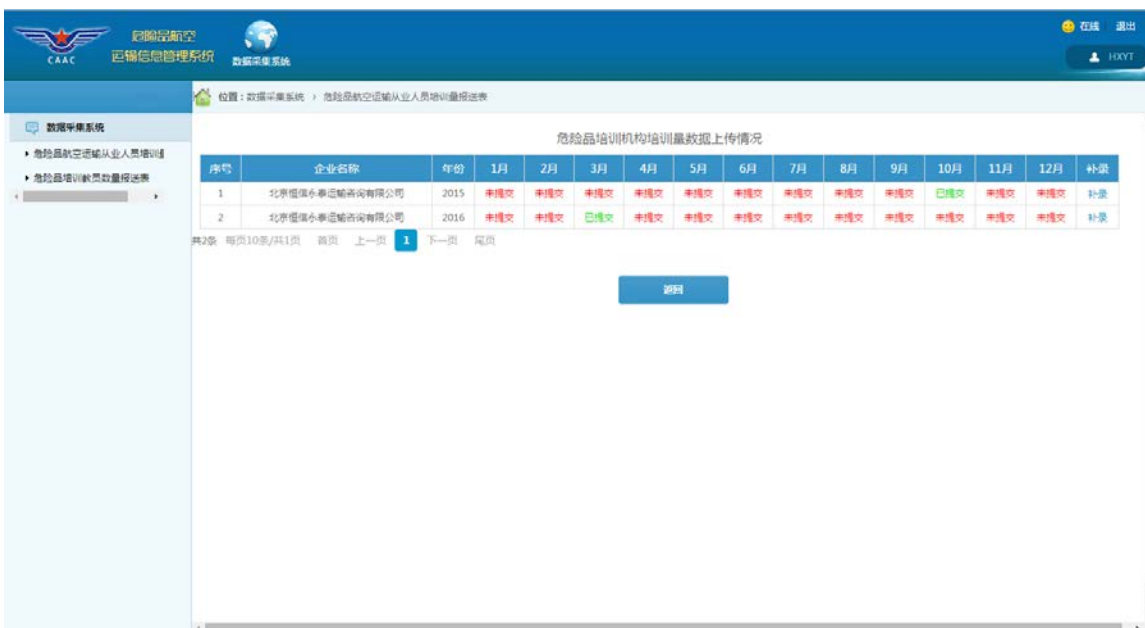 危险品航空
运输信息管理系统
CAAC
数据采集系统
在线 退出
HXYT
位置：数据采集系统 › 危险品航空运输从业人员培训量报送表
数据采集系统
危险品航空运输从业人员培训量
危险品培训教员数量报送表
危险品培训机构培训量数据上传情况
序号 企业名称 年份 1月 2月 3月 4月 5月 6月 7月 8月 9月 10月 11月 12月 补录
1 北京恒信永泰运输咨询有限公司 2015 未提交 未提交 未提交 未提交 未提交 未提交 未提交 未提交 未提交 已提交 未提交 未提交 补录
2 北京恒信永泰运输咨询有限公司 2016 未提交 未提交 已提交 未提交 未提交 未提交 未提交 未提交 未提交 未提交 未提交 未提交 补录
共2条 每页10条/共1页 首页 上一页 1 下一页 尾页
返回